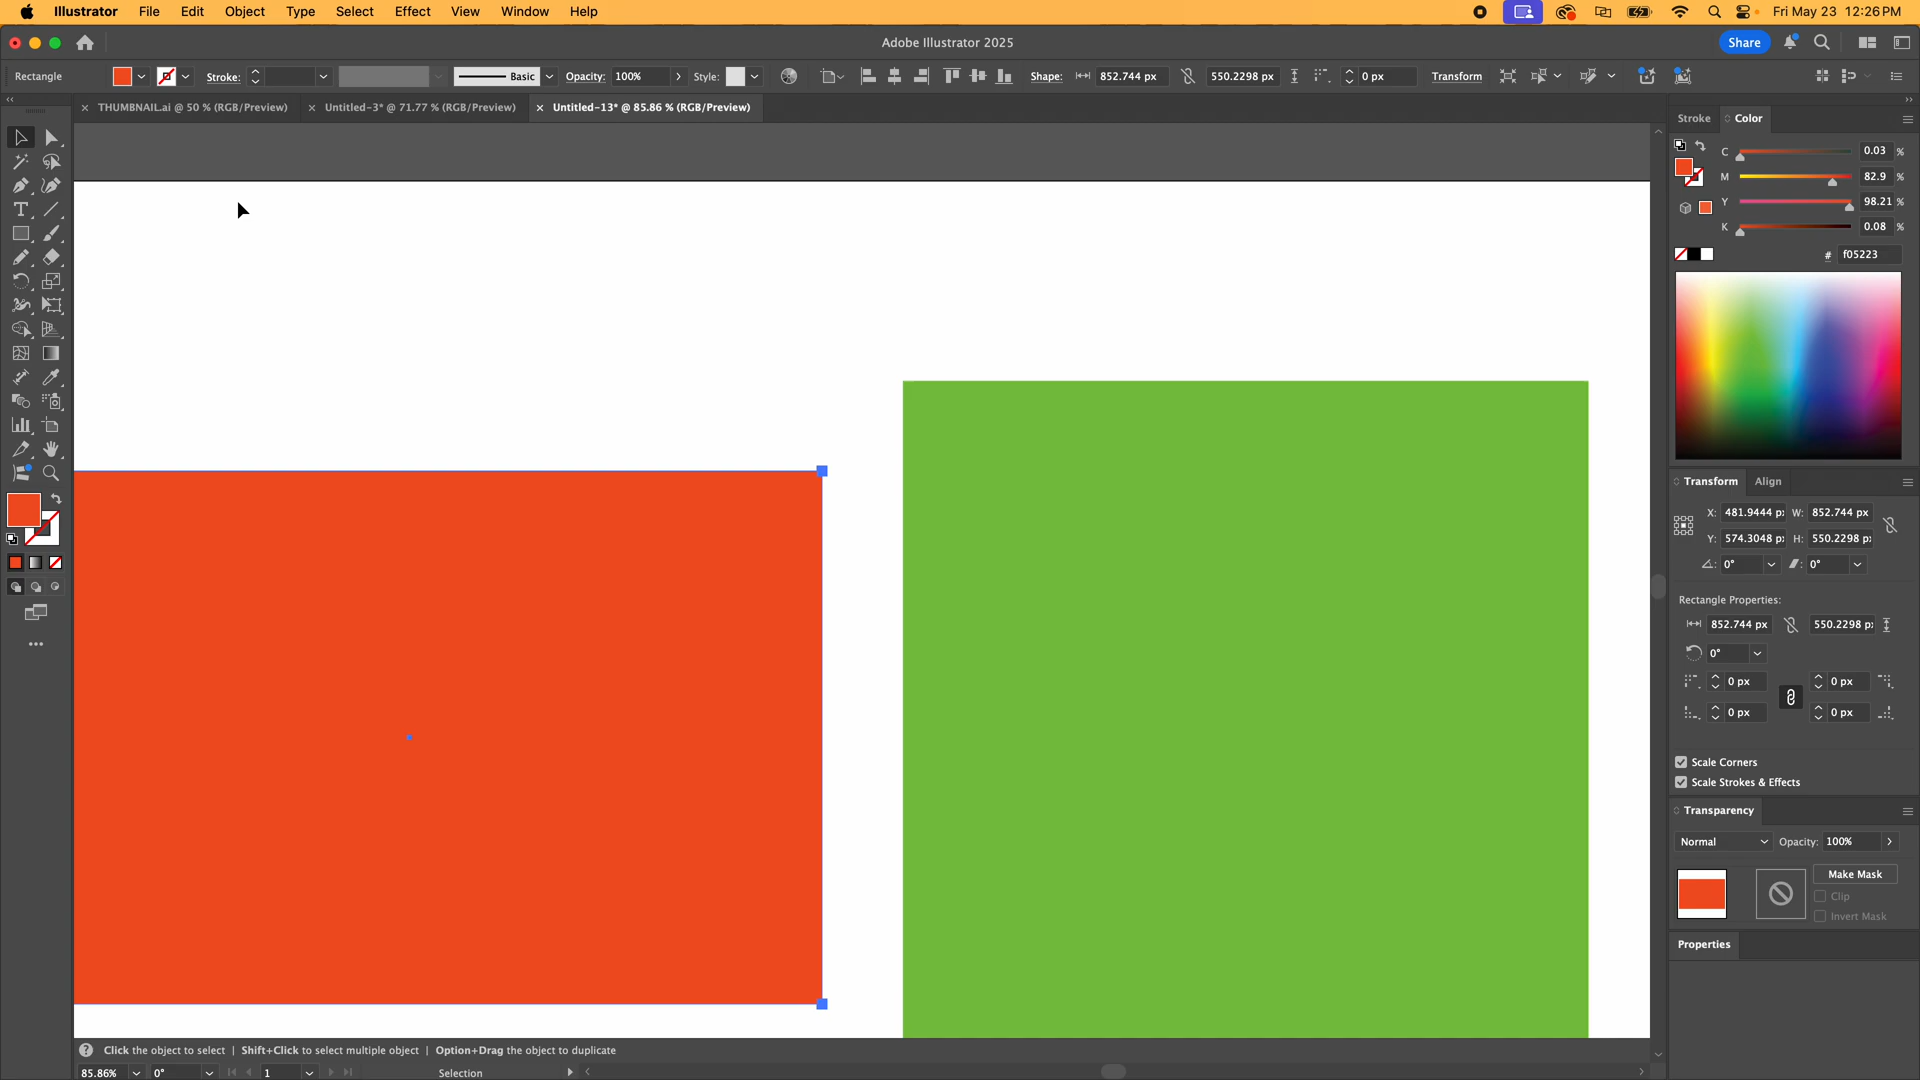 Illustrator File Edit Object Type Select Effect View Window Help Fri May 23 12:26 PM
Adobe Illustrator 2025 Share
Rectangle Stroke: Basic Opacity: 100% Style: Shape: 852.744 px 550.2298 px 0 px Transform
THUMBNAIL.ai @ 50 % (RGB/Preview) Untitled-3* @ 71.77 % (RGB/Preview) Untitled-13* @ 85.86 % (RGB/Preview)
Stroke Color
C 0.03 %
M 82.9 %
Y 98.21 %
K 0.08 %
# f05223
Transform Align
X: 481.9444 p W: 852.744 px
Y: 574.3048 p H: 550.2298 p
0° 0°
Rectangle Properties:
852.744 px 550.2298 p
0°
0 px 0 px
0 px 0 px
Scale Corners
Scale Strokes & Effects
Transparency
Normal Opacity: 100%
Make Mask
Clip
Invert Mask
Properties
Click the object to select | Shift+Click to select multiple object | Option+Drag the object to duplicate
85.86% 0° 1 Selection